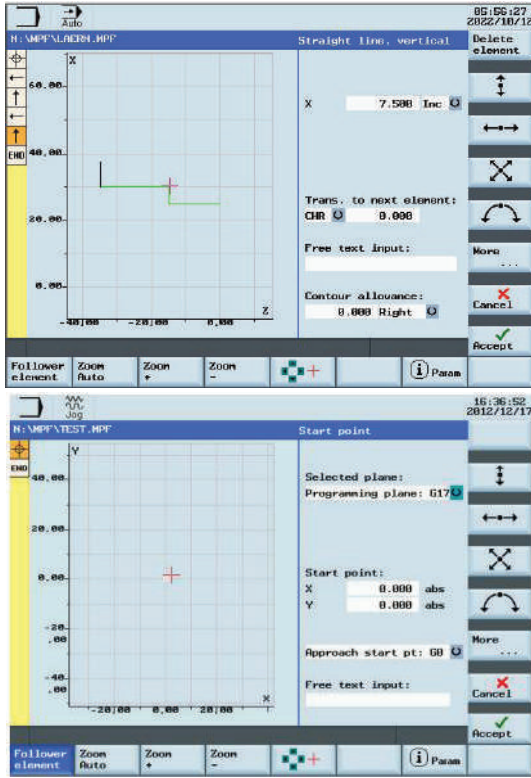 Auto
05:56:27
2022/10/12
N:\MPF\LAERN.MPF
Straight line, vertical
Delete
element
X
60.00
X 7.500 Inc
40.00
END
20.00
Trans. to next element:
CHR 0.000
Free text input:
More
...
0.00
Contour allowance:
0.000 Right
Cancel
Z
-40,00 -20,00 0,00
Accept
Follower
element
Zoom
Auto
Zoom
+
Zoom
-
i Param
Jog
16:36:52
2012/12/17
N:\MPF\TEST.MPF
Start point
Y
END
40.00
Selected plane:
Programming plane: G17
20.00
0.00
Start point:
X 0.000 abs
Y 0.000 abs
-20
.00
Approach start pt: G0
More
...
-40
.00
Free text input:
Cancel
X
-20,00 0,00 20,00
Accept
Follower
element
Zoom
Auto
Zoom
+
Zoom
-
i Param